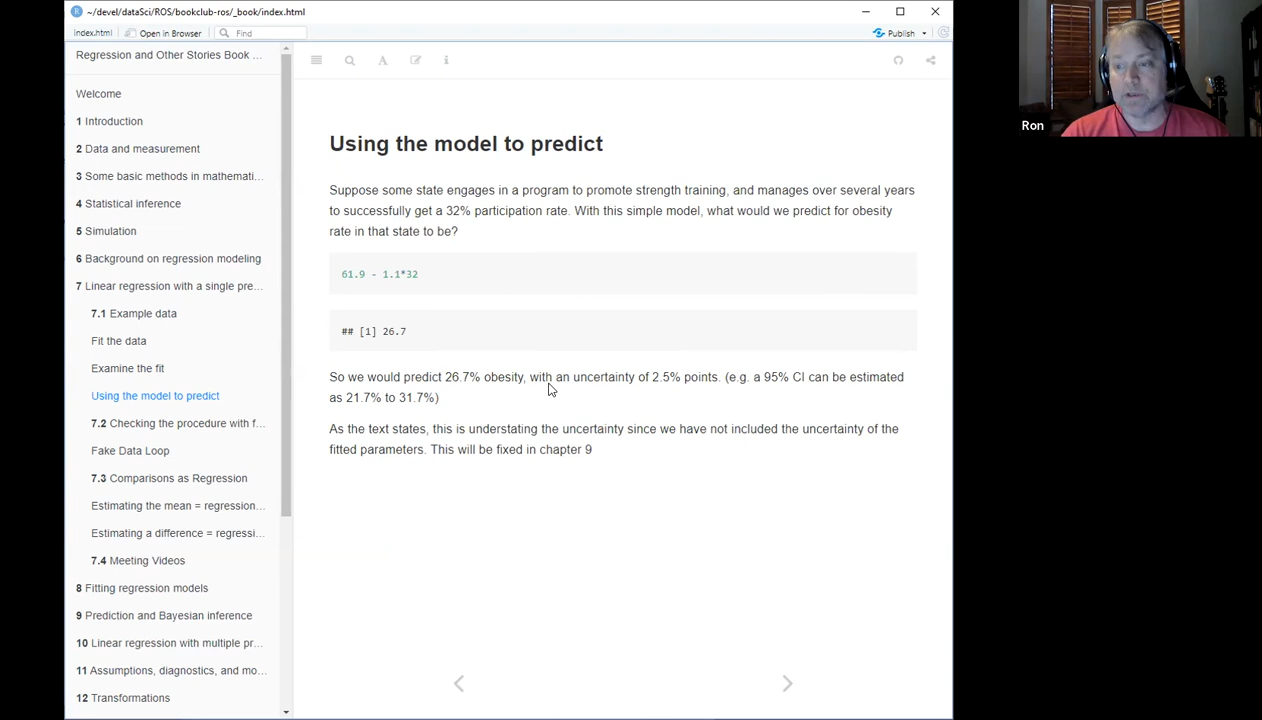 ~/devel/dataSci/ROS/bookclub-ros/_book/index.html
index.html
Open in Browser
Find
Publish
Regression and Other Stories Book ...
Welcome
1 Introduction
2 Data and measurement
3 Some basic methods in mathemati...
4 Statistical inference
5 Simulation
6 Background on regression modeling
7 Linear regression with a single pre...
7.1 Example data
Fit the data
Examine the fit
Using the model to predict
7.2 Checking the procedure with f...
Fake Data Loop
7.3 Comparisons as Regression
Estimating the mean = regression...
Estimating a difference = regressi...
7.4 Meeting Videos
8 Fitting regression models
9 Prediction and Bayesian inference
10 Linear regression with multiple pr...
11 Assumptions, diagnostics, and mo...
12 Transformations
Using the model to predict
Suppose some state engages in a program to promote strength training, and manages over several years
to successfully get a 32% participation rate. With this simple model, what would we predict for obesity
rate in that state to be?
61.9 - 1.1*32
## [1] 26.7
So we would predict 26.7% obesity, with an uncertainty of 2.5% points. (e.g. a 95% CI can be estimated
as 21.7% to 31.7%)
As the text states, this is understating the uncertainty since we have not included the uncertainty of the
fitted parameters. This will be fixed in chapter 9
Ron